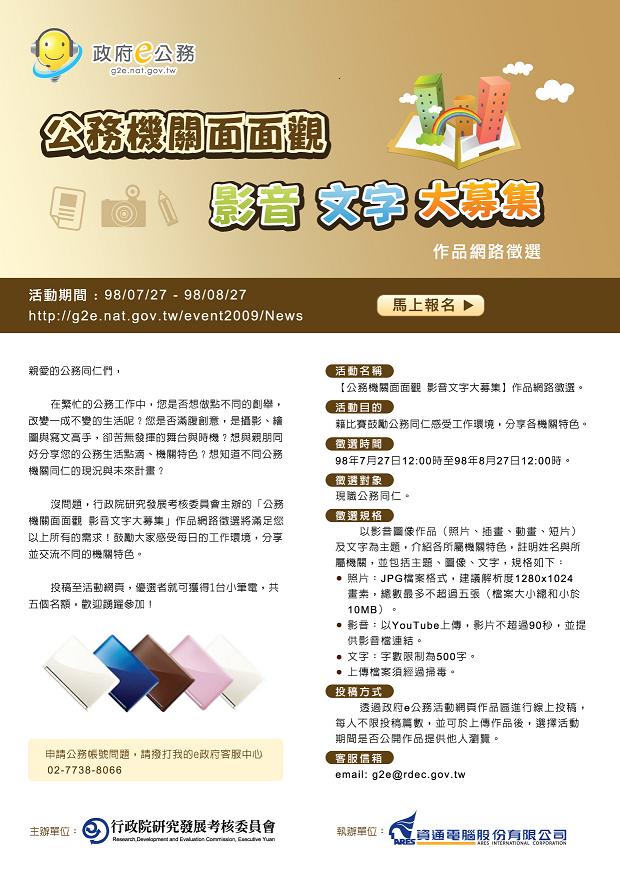 政府e公務
g2e.nat.gov.tw
公務機關面面觀
影音 文字 大募集
作品網路徵選
活動期間：98/07/27 - 98/08/27
http://g2e.nat.gov.tw/event2009/News
馬上報名
親愛的公務同仁們，
在繁忙的公務工作中，您是否想做點不同的創舉，
改變一成不變的生活呢？您是否滿腹創意，是攝影、繪
圖與寫文高手，卻苦無發揮的舞台與時機？想與親朋同
好分享您的公務生活點滴、機關特色？想知道不同公務
機關同仁的現況與未來計畫？
沒問題，行政院研究發展考核委員會主辦的「公務
機關面面觀 影音文字大募集」作品網路徵選將滿足您
以上所有的需求！鼓勵大家感受每日的工作環境，分享
並交流不同的機關特色。
投稿至活動網頁，優選者就可獲得1台小筆電，共
五個名額，歡迎踴躍參加！
申請公務帳號問題，請撥打我的e政府客服中心
02-7738-8066
活動名稱
【公務機關面面觀 影音文字大募集】作品網路徵選。
活動目的
藉比賽鼓勵公務同仁感受工作環境，分享各機關特色。
徵選時間
98年7月27日12:00時至98年8月27日12:00時。
徵選對象
現職公務同仁。
徵選規格
以影音圖像作品（照片、插畫、動畫、短片）
及文字為主題，介紹各所屬機關特色，註明姓名與所
屬機關，並包括主題、圖像、文字，規格如下：
● 照片：JPG檔案格式，建議解析度1280x1024
畫素，總數最多不超過五張（檔案大小總和小於
10MB）。
● 影音：以YouTube上傳，影片不超過90秒，並提
供影音檔連結。
● 文字：字數限制為500字。
● 上傳檔案須經過掃毒。
投稿方式
透過政府e公務活動網頁作品區進行線上投稿，
每人不限投稿篇數，並可於上傳作品後，選擇活動
期間是否公開作品提供他人瀏覽。
客服信箱
email: g2e@rdec.gov.tw
主辦單位：行政院研究發展考核委員會
Research,Development and Evaluation Commission, Executive Yuan
執辦單位：ARES 資通電腦股份有限公司
ARES INTERNATIONAL CORPORATION